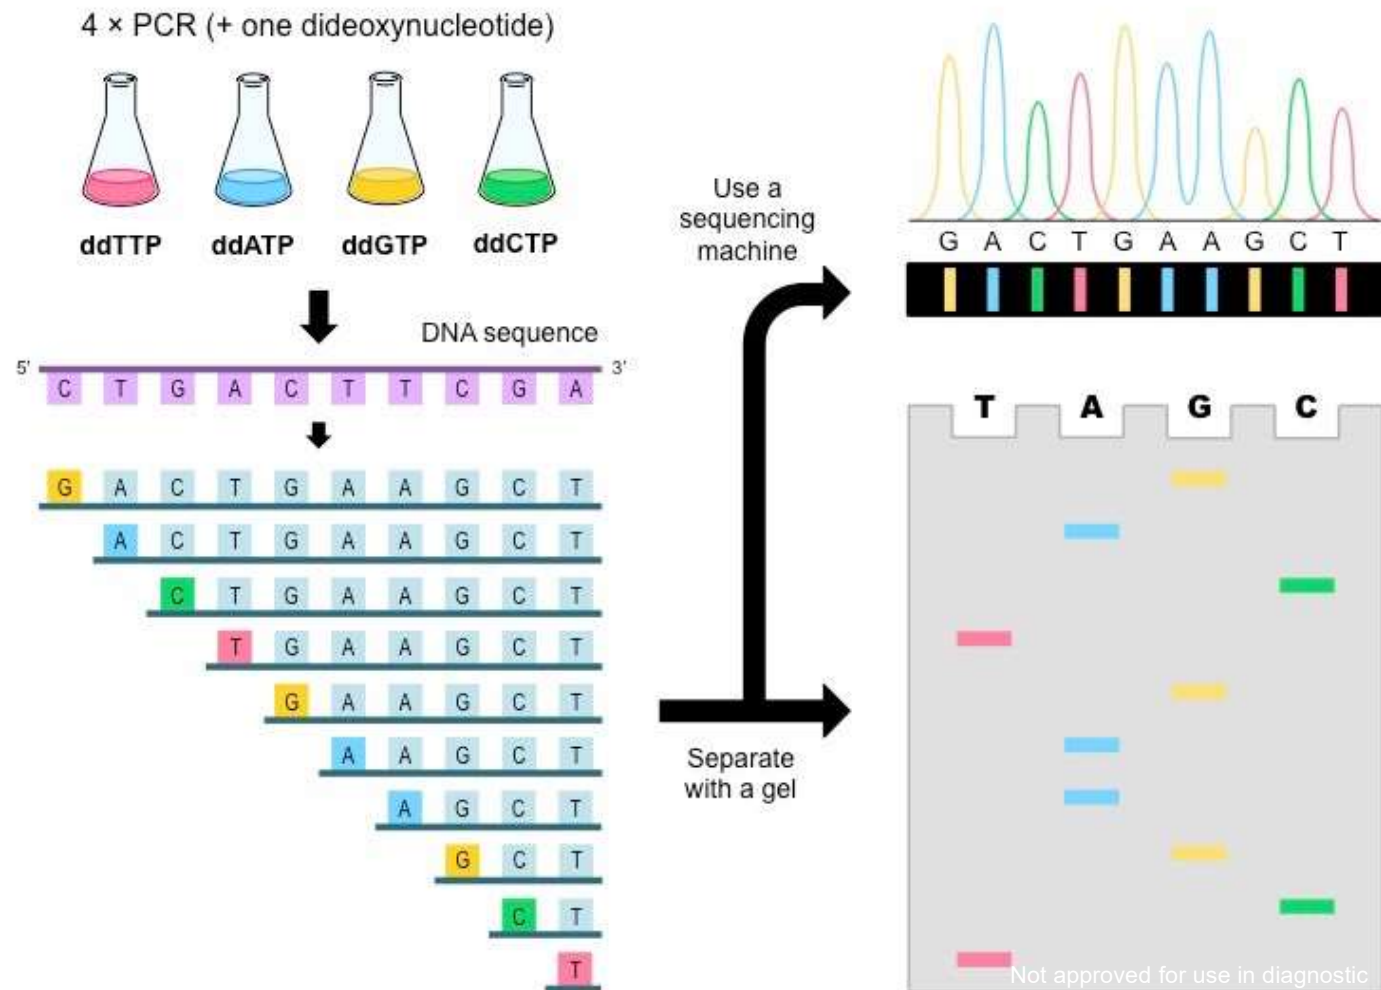 4 × PCR (+ one dideoxynucleotide)
ddTTP ddATP ddGTP ddCTP
DNA sequence
5' 3'
C T G A C T T C G A
G A C T G A A G C T
A C T G A A G C T
C T G A A G C T
T G A A G C T
G A A G C T
A A G C T
A G C T
G C T
C T
T
Use a
sequencing
machine
Separate
with a gel
G A C T G A A G C T
T A G C
Not approved for use in diagnostic